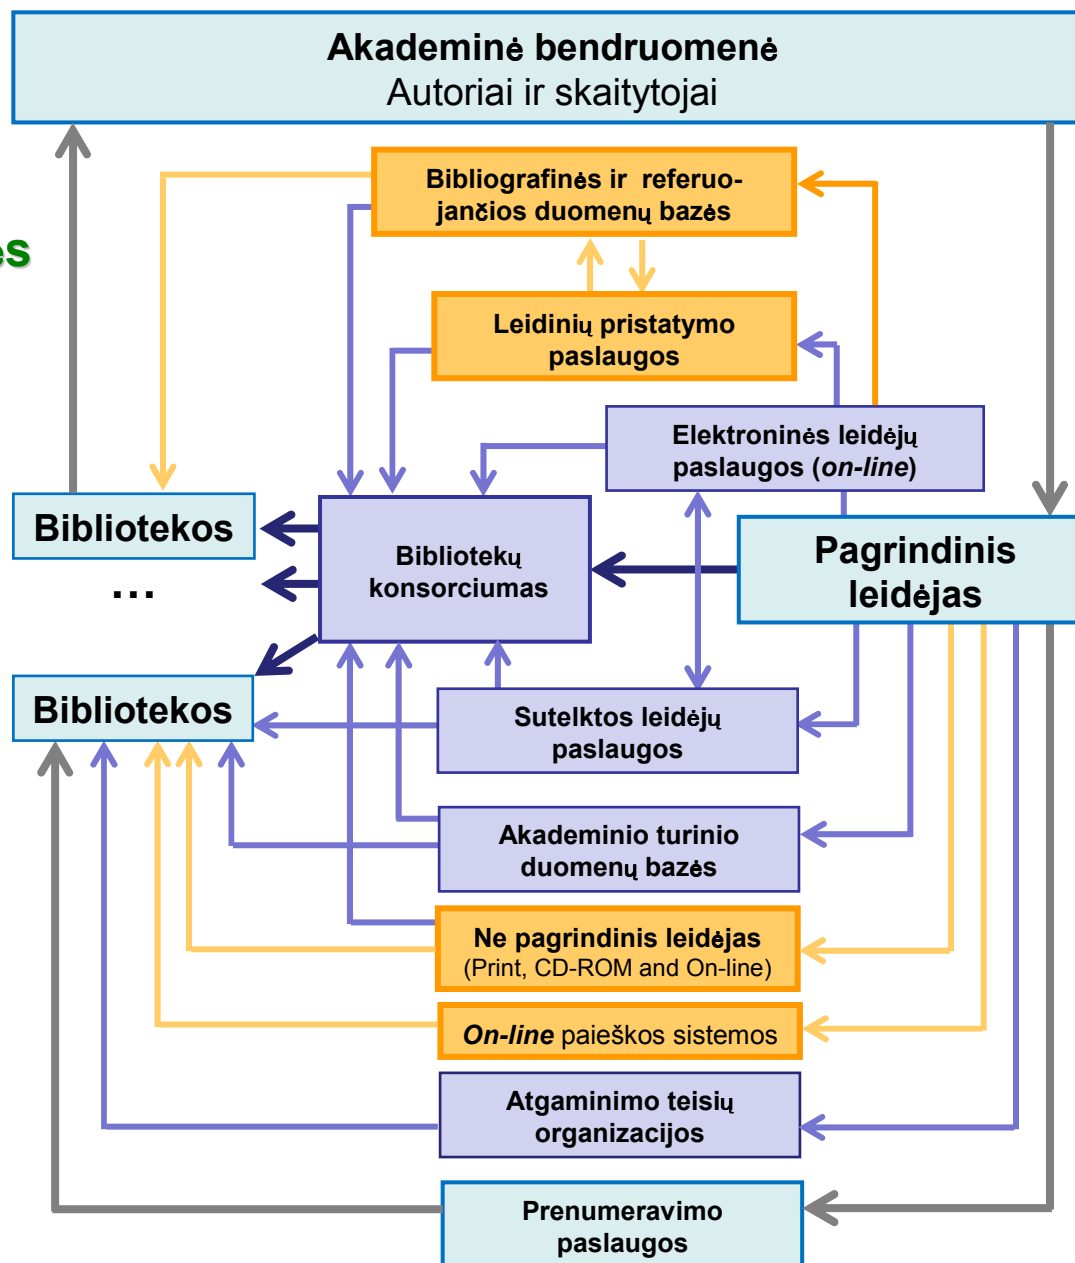 Akademinė bendruomenė
Autoriai ir skaitytojai
Bibliografinės ir referuo-
jančios duomenų bazės
Leidinių pristatymo
paslaugos
Elektroninės leidėjų
paslaugos (on-line)
Bibliotekos
...
Bibliotekų
konsorciumas
Pagrindinis
leidėjas
Bibliotekos
Sutelktos leidėjų
paslaugos
Akademinio turinio
duomenų bazės
Ne pagrindinis leidėjas
(Print, CD-ROM and On-line)
On-line paieškos sistemos
Atgaminimo teisių
organizacijos
Prenumeravimo
paslaugos